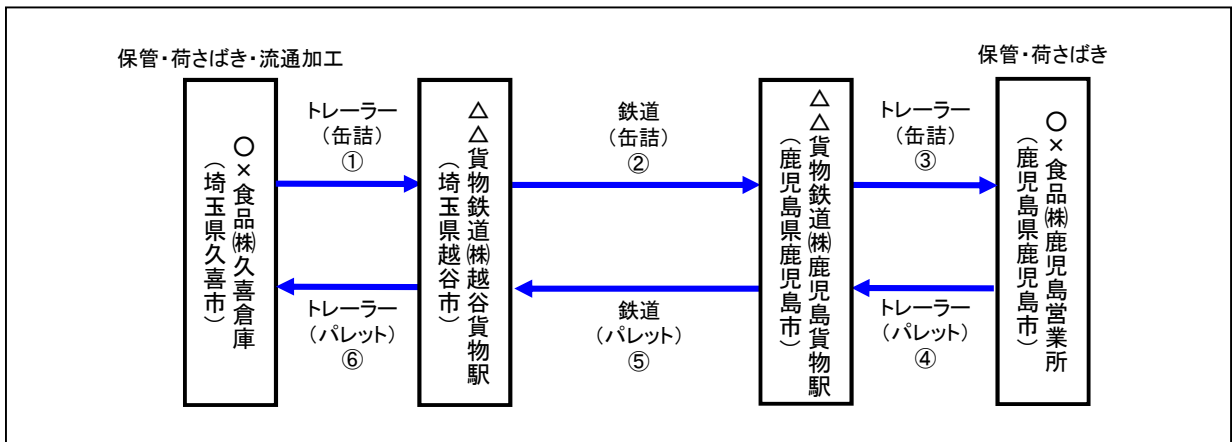 保管・荷さばき・流通加工
保管・荷さばき
〇×食品㈱久喜倉庫
（埼玉県久喜市）
トレーラー
（缶詰）
①
△△貨物鉄道㈱越谷貨物駅
（埼玉県越谷市）
鉄道
（缶詰）
②
△△貨物鉄道㈱鹿児島貨物駅
（鹿児島県鹿児島市）
トレーラー
（缶詰）
③
〇×食品㈱鹿児島営業所
（鹿児島県鹿児島市）
トレーラー
（パレット）
⑥
鉄道
（パレット）
⑤
トレーラー
（パレット）
④